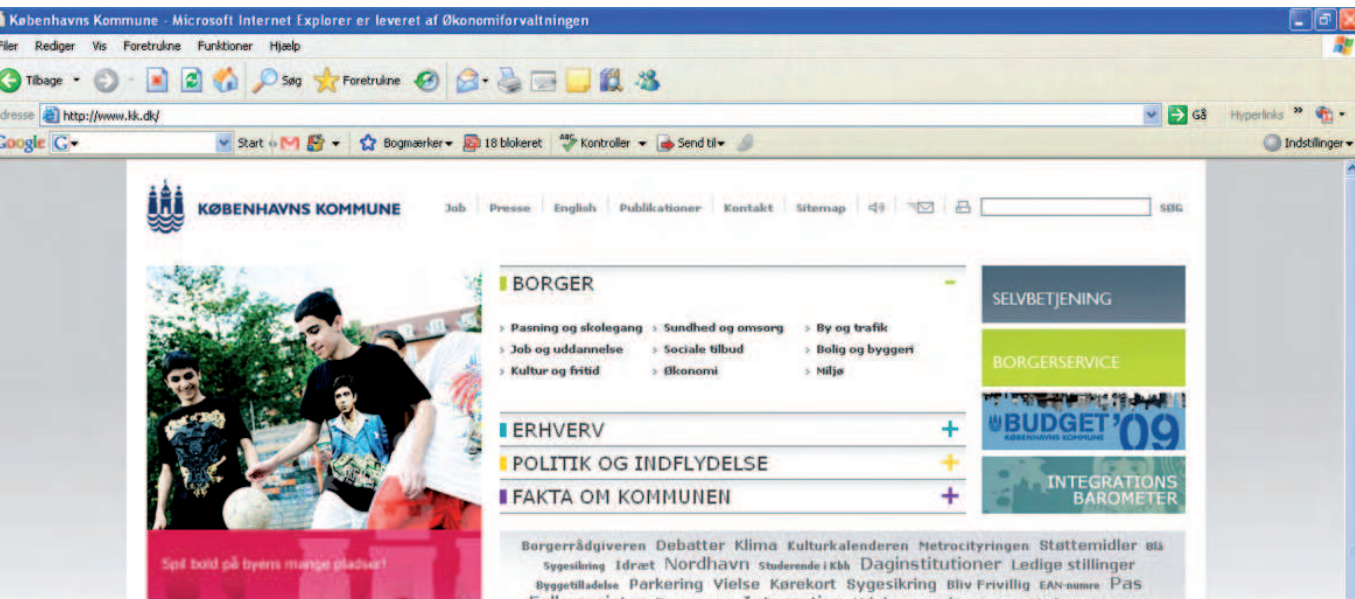 Københavns Kommune - Microsoft Internet Explorer er leveret af Økonomiforvaltningen
Filer Rediger Vis Foretrukne Funktioner Hjælp
Tilbage Søg Foretrukne
dresse http://www.kk.dk/ Gå Hyperlinks »
Google G Start Bogmærker 18 blokeret Kontroller Send til Indstillinger
KØBENHAVNS KOMMUNE Job Presse English Publikationer Kontakt Sitemap SØG
BORGER
› Pasning og skolegang › Sundhed og omsorg › By og trafik
› Job og uddannelse › Sociale tilbud › Bolig og byggeri
› Kultur og fritid › Økonomi › Miljø
ERHVERV
POLITIK OG INDFLYDELSE
FAKTA OM KOMMUNEN
SELVBETJENING
BORGERSERVICE
BUDGET'09
KØBENHAVNS KOMMUNE
INTEGRATIONS
BAROMETER
Spil bold på byens mange pladser!
Borgerrådgiveren Debatter Klima Kulturkalenderen Metrocityringen Støttemidler Blå
Sygesikring Idræt Nordhavn Studerende i Kbh Daginstitutioner Ledige stillinger
Byggetilladelse Parkering Vielse Kørekort Sygesikring Bliv Frivillig EAN-numre Pas